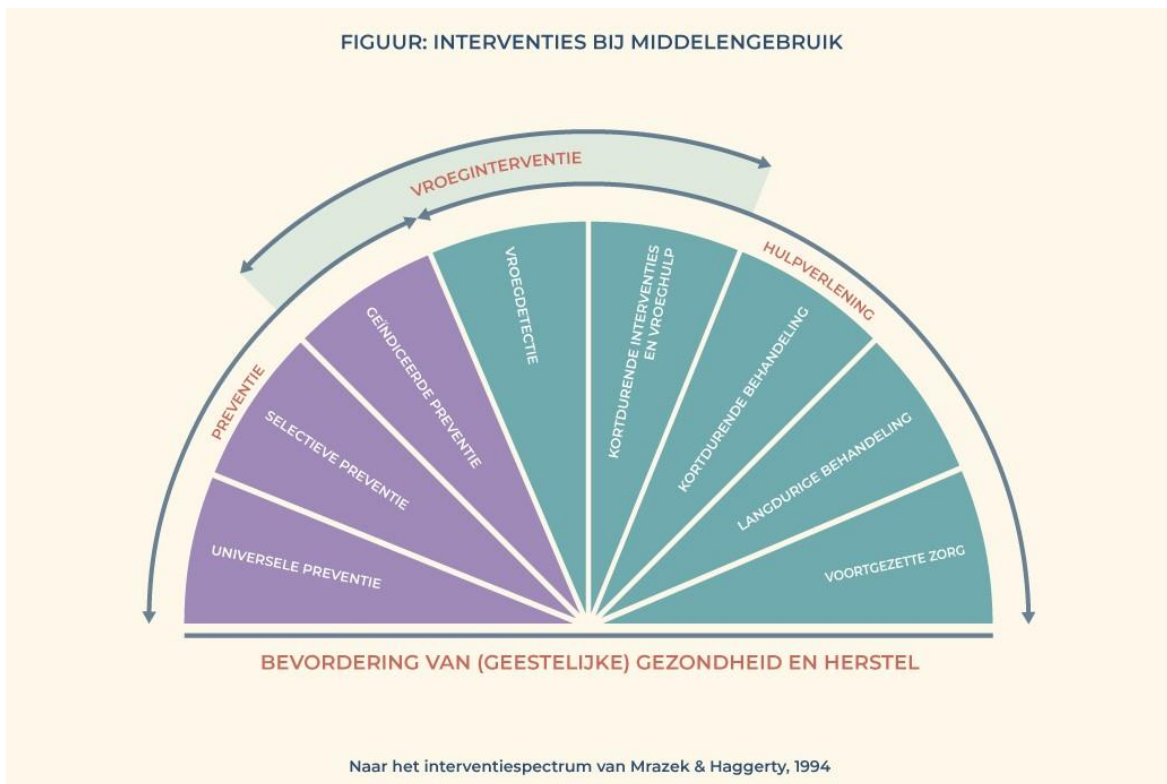 FIGUUR: INTERVENTIES BIJ MIDDELENGEBRUIK
VROEGINTERVENTIE
PREVENTIE
HULPVERLENING
UNIVERSELE PREVENTIE
SELECTIEVE PREVENTIE
GEÏNDICEERDE PREVENTIE
VROEGDETECTIE
KORTDURENDE INTERVENTIES
EN VROEGHULP
KORTDURENDE BEHANDELING
LANGDURIGE BEHANDELING
VOORTGEZETTE ZORG
BEVORDERING VAN (GEESTELIJKE) GEZONDHEID EN HERSTEL
Naar het interventiespectrum van Mrazek & Haggerty, 1994